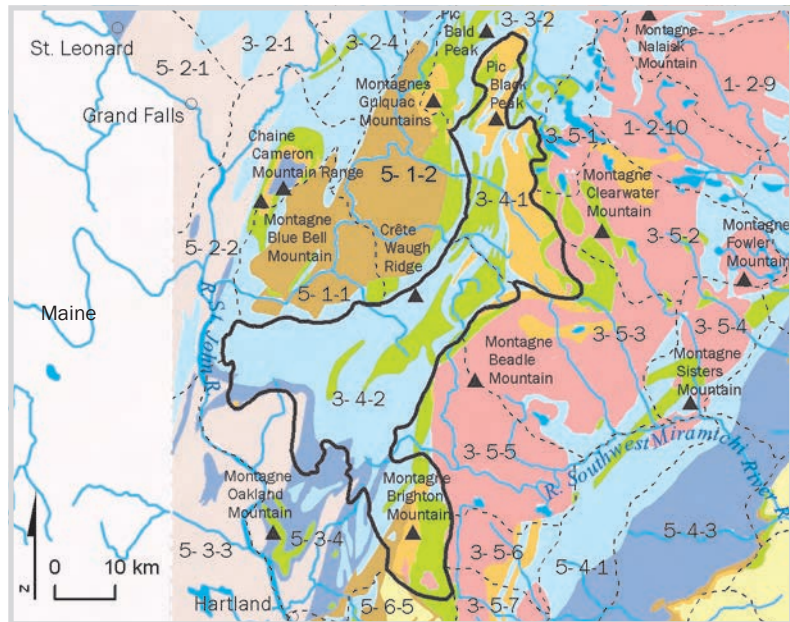 St. Leonard
5- 2-1
3- 2-1
3- 2-4
Pic
Bald
Peak
3- 3-2
Montagne
Nalaisk
Mountain
Grand Falls
Montagnes
Gulquac
Mountains
Pic
Black
Peak
1- 2-9
Chaine
Cameron
Mountain Range
5- 1-2
3- 5-1
1- 2-10
3- 4-1
Montagne
Clearwater
Mountain
Montagne
Blue Bell
Mountain
5- 2-2
Crête
Waugh
Ridge
3- 5-2
Montagne
Fowler
Mountain
5- 1-1
Maine
R. St. John R.
3- 5-3
3- 5-4
Montagne
Beadle
Mountain
Montagne
Sisters
Mountain
3- 4-2
3- 5-5
R. Southwest Miramichi River R.
Montagne
Oakland
Mountain
Montagne
Brighton
Mountain
5- 3-3
5- 3-4
3- 5-6
5- 4-1
5- 4-3
N
0 10 km
Hartland
5- 6-5
3- 5-7